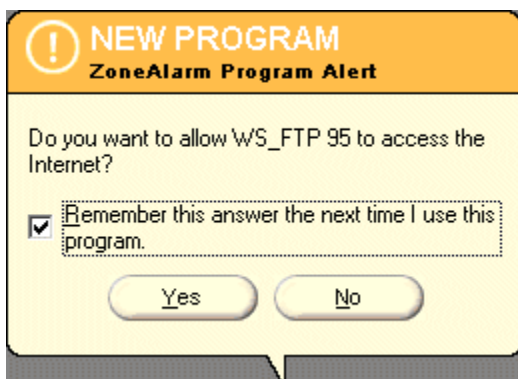 NEW PROGRAM
ZoneAlarm Program Alert
Do you want to allow WS_FTP 95 to access the
Internet?
Remember this answer the next time I use this
program.
Yes
No